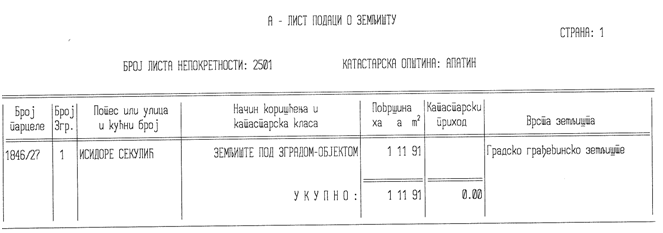 А - ЛИСТ ПОДАЦИ О ЗЕМЉИШТУ
СТРАНА: 1
БРОЈ ЛИСТА НЕПОКРЕТНОСТИ: 2501 КАТАСТАРСКА ОПШТИНА: АПАТИН
Број Број Потес или улица Начин коришћења и Површина Катастарски Врста земљишта
парцеле Згр. и кућни број катастарска класа ха а m² приход
1846/27 1 ИСИДОРЕ СЕКУЛИЋ ЗЕМЉИШТЕ ПОД ЗГРАДОМ-ОБЈЕКТОМ 1 11 91 Градско грађевинско земљиште
У К У П Н О : 1 11 91 0.00